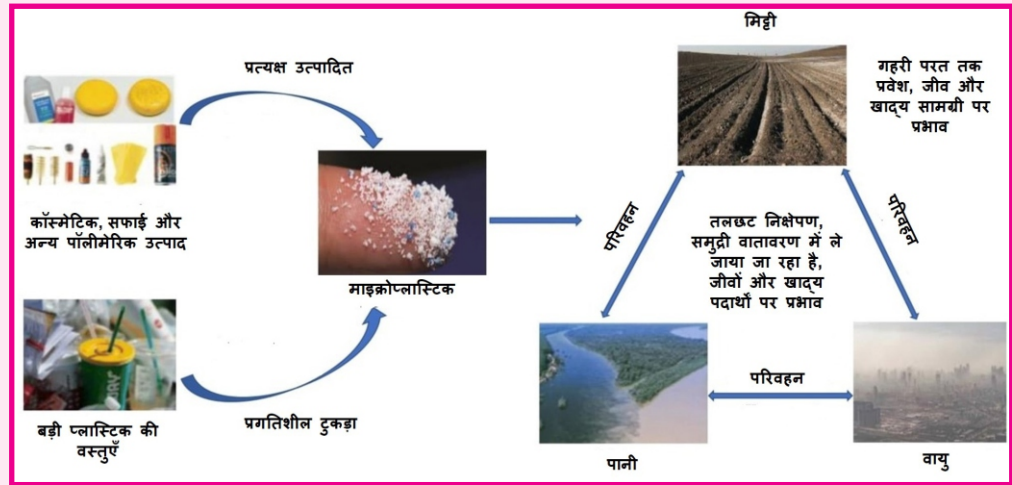 प्रत्यक्ष उत्पादित
कॉस्मेटिक, सफाई और
अन्य पॉलीमेरिक उत्पाद
माइक्रोप्लास्टिक
बड़ी प्लास्टिक की
वस्तुएँ
प्रगतिशील टुकड़ा
मिट्टी
गहरी परत तक
प्रवेश, जीव और
खाद्य सामग्री पर
प्रभाव
परिवहन
तलछट निक्षेपण,
समुद्री वातावरण में ले
जाया जा रहा है,
जीवों और खाद्य
पदार्थों पर प्रभाव
परिवहन
परिवहन
पानी
वायु